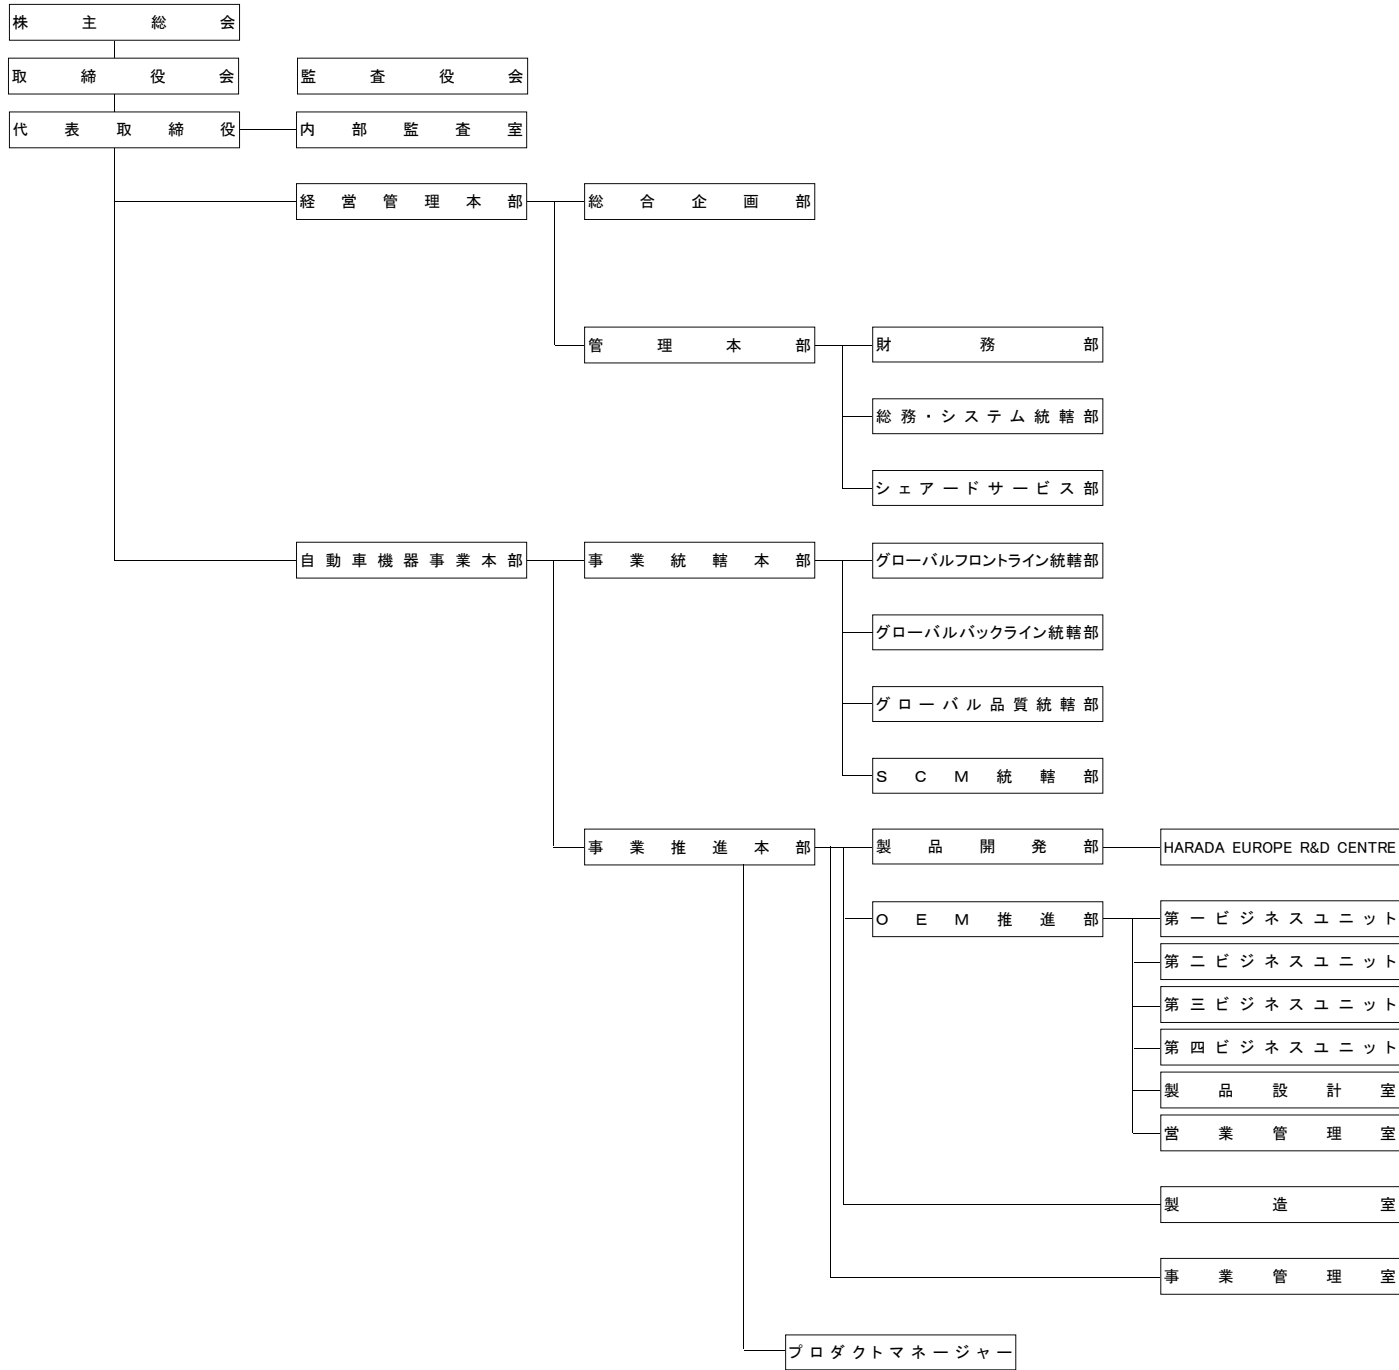 株主総会
取締役会
監査役会
代表取締役
内部監査室
経営管理本部
総合企画部
管理本部
財務部
総務・システム統轄部
シェアードサービス部
自動車機器事業本部
事業統轄本部
グローバルフロントライン統轄部
グローバルバックライン統轄部
グローバル品質統轄部
SCM統轄部
事業推進本部
製品開発部
HARADA EUROPE R&D CENTRE
OEM推進部
第一ビジネスユニット
第二ビジネスユニット
第三ビジネスユニット
第四ビジネスユニット
製品設計室
営業管理室
製造室
事業管理室
プロダクトマネージャー